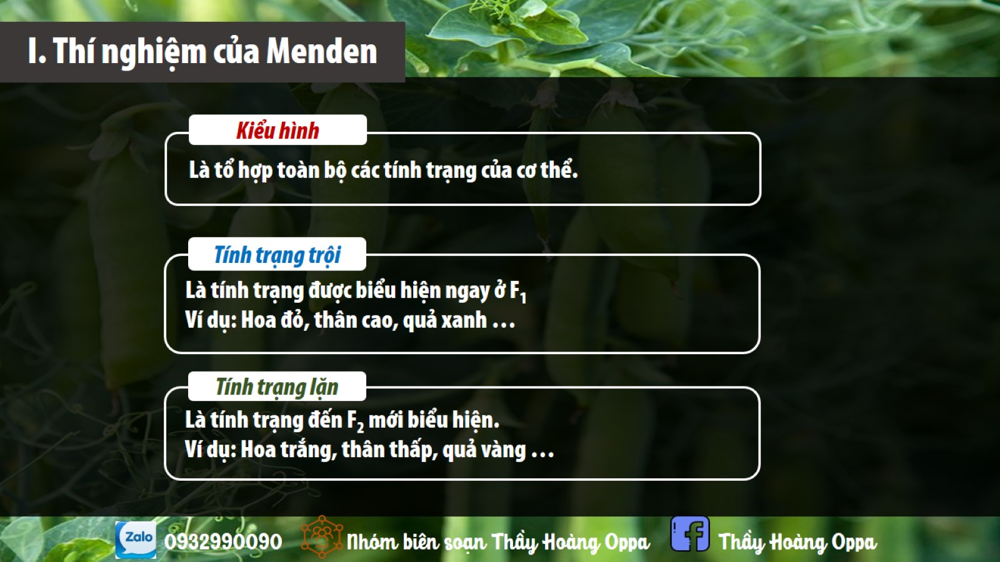 I. Thí nghiệm của Menden
Kiểu hình
Là tổ hợp toàn bộ các tính trạng của cơ thể.
Tính trạng trội
Là tính trạng được biểu hiện ngay ở F₁
Ví dụ: Hoa đỏ, thân cao, quả xanh …
Tính trạng lặn
Là tính trạng đến F₂ mới biểu hiện.
Ví dụ: Hoa trắng, thân thấp, quả vàng …
Zalo 0932990090 Nhóm biên soạn Thầy Hoàng Oppa f Thầy Hoàng Oppa